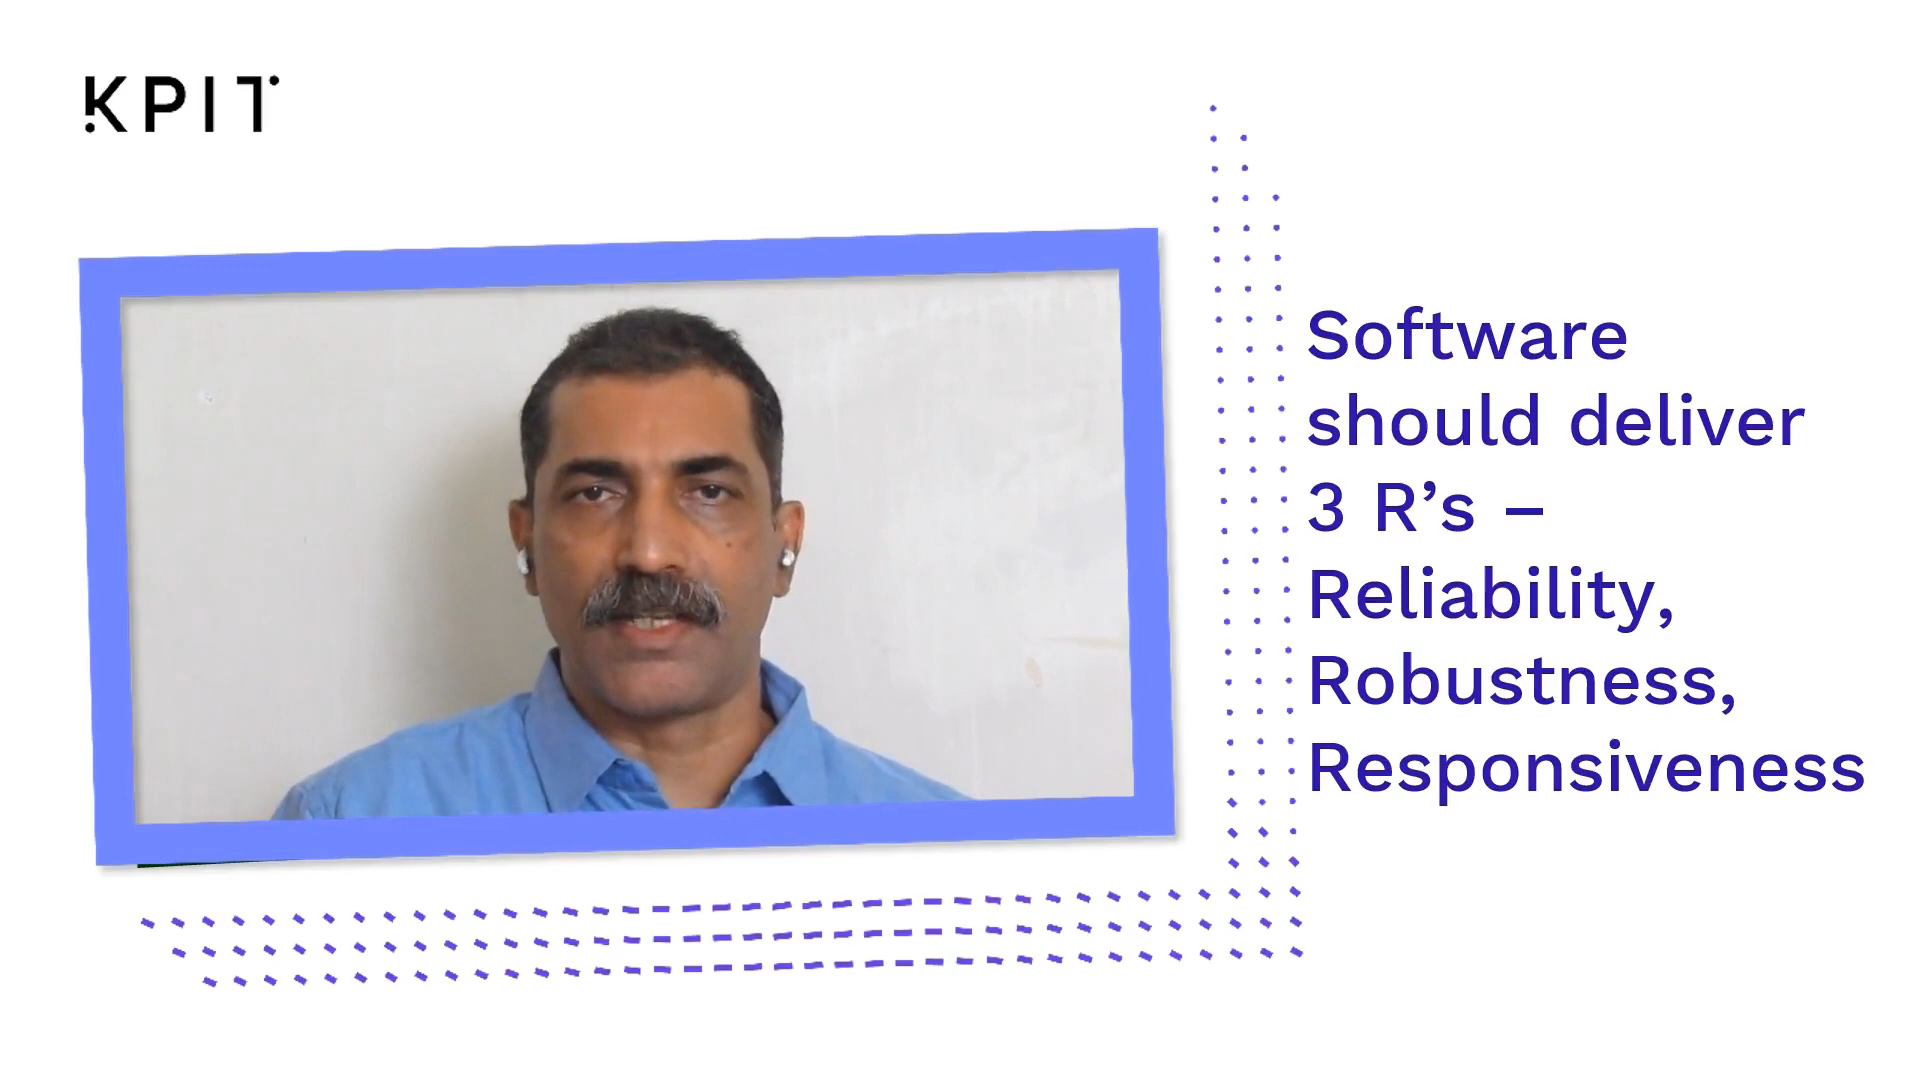 KPIT
Software
should deliver
3 R’s –
Reliability,
Robustness,
Responsiveness